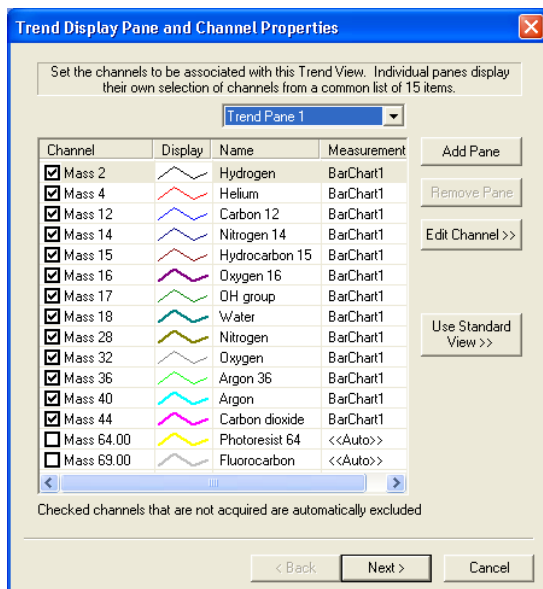 Trend Display Pane and Channel Properties
Set the channels to be associated with this Trend View. Individual panes display
their own selection of channels from a common list of 15 items.
Trend Pane 1
Channel Display Name Measurement
Mass 2 Hydrogen BarChart1
Mass 4 Helium BarChart1
Mass 12 Carbon 12 BarChart1
Mass 14 Nitrogen 14 BarChart1
Mass 15 Hydrocarbon 15 BarChart1
Mass 16 Oxygen 16 BarChart1
Mass 17 OH group BarChart1
Mass 18 Water BarChart1
Mass 28 Nitrogen BarChart1
Mass 32 Oxygen BarChart1
Mass 36 Argon 36 BarChart1
Mass 40 Argon BarChart1
Mass 44 Carbon dioxide BarChart1
Mass 64.00 Photoresist 64 <<Auto>>
Mass 69.00 Fluorocarbon <<Auto>>
Add Pane
Remove Pane
Edit Channel >>
Use Standard
View >>
Checked channels that are not acquired are automatically excluded
< Back
Next >
Cancel